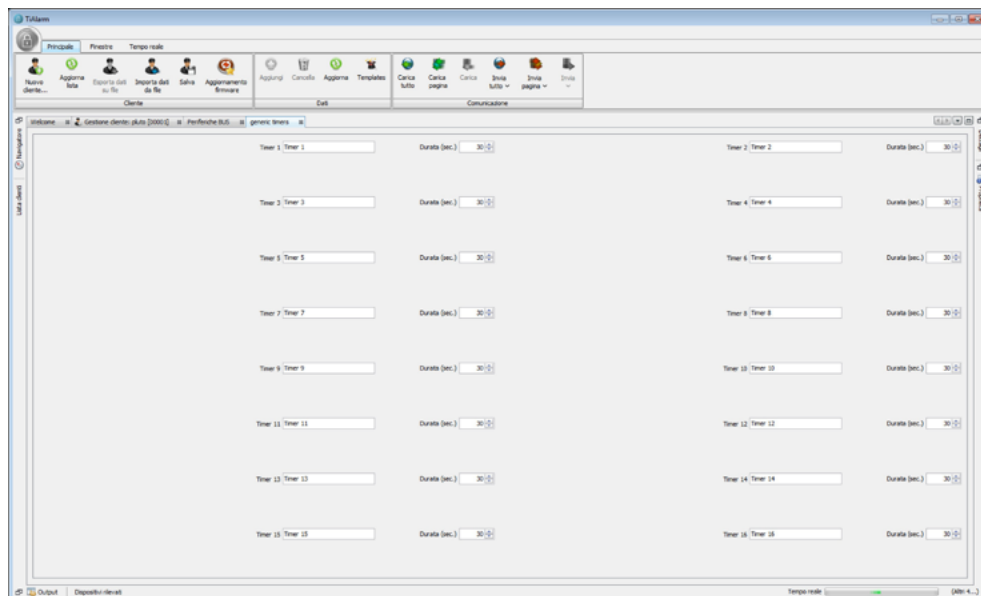 TiAlarm
Principale Finestre Tempo reale
Nuovo cliente... Aggiorna lista Esporta dati su file Importa dati da file Salva Aggiornamento firmware Aggiungi Cancella Aggiorna Templates Carica tutto Carica pagina Carica Invia tutto Invia pagina Invia
Cliente Dati Comunicazione
Welcome Gestione cliente: pluto [00001] Periferiche BUS generic timers
Navigatore
Lista clienti
Timer 1 Timer 1 Durata (sec.) 30 Timer 2 Timer 2 Durata (sec.) 30
Timer 3 Timer 3 Durata (sec.) 30 Timer 4 Timer 4 Durata (sec.) 30
Timer 5 Timer 5 Durata (sec.) 30 Timer 6 Timer 6 Durata (sec.) 30
Timer 7 Timer 7 Durata (sec.) 30 Timer 8 Timer 8 Durata (sec.) 30
Timer 9 Timer 9 Durata (sec.) 30 Timer 10 Timer 10 Durata (sec.) 30
Timer 11 Timer 11 Durata (sec.) 30 Timer 12 Timer 12 Durata (sec.) 30
Timer 13 Timer 13 Durata (sec.) 30 Timer 14 Timer 14 Durata (sec.) 30
Timer 15 Timer 15 Durata (sec.) 30 Timer 16 Timer 16 Durata (sec.) 30
Output Dispositivi rilevati Tempo reale (Altri 4...)